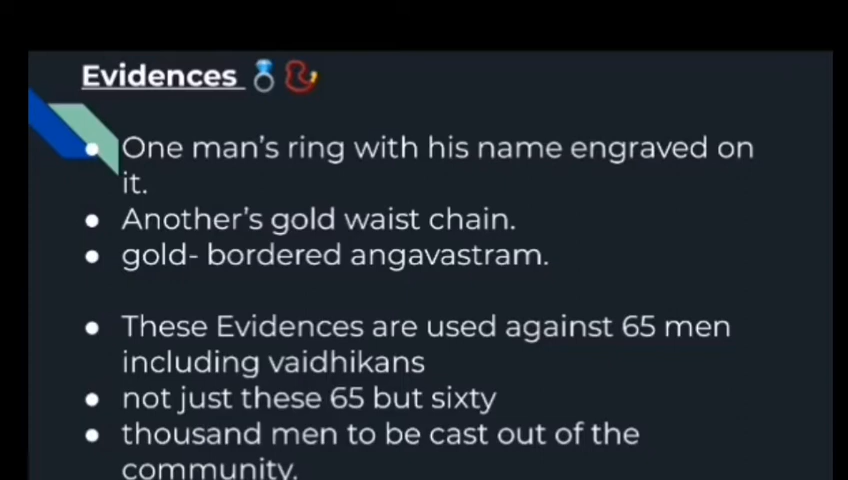 Evidences
One man's ring with his name engraved on
it.
Another's gold waist chain.
gold- bordered angavastram.
These Evidences are used against 65 men
including vaidhikans
not just these 65 but sixty
thousand men to be cast out of the
community.